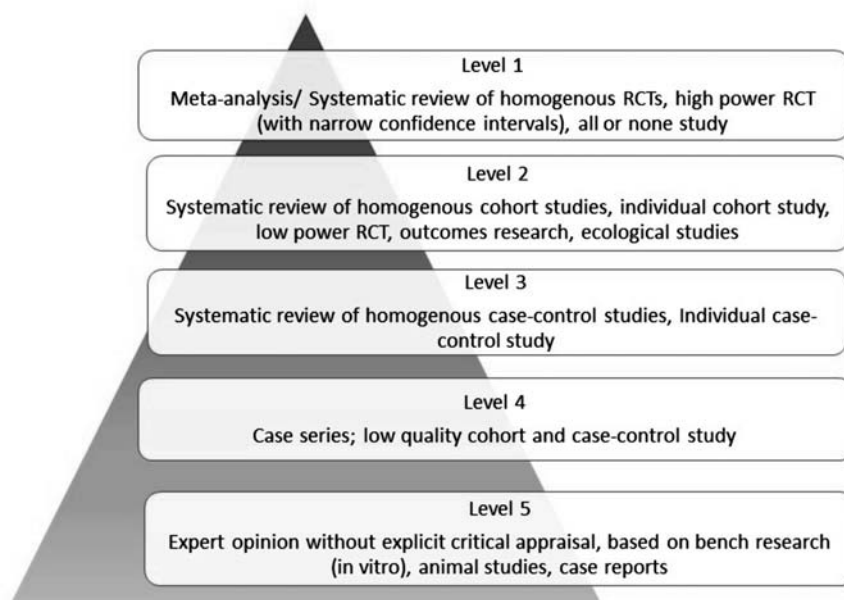 Level 1
Meta-analysis/ Systematic review of homogenous RCTs, high power RCT
(with narrow confidence intervals), all or none study
Level 2
Systematic review of homogenous cohort studies, individual cohort study,
low power RCT, outcomes research, ecological studies
Level 3
Systematic review of homogenous case-control studies, Individual case-
control study
Level 4
Case series; low quality cohort and case-control study
Level 5
Expert opinion without explicit critical appraisal, based on bench research
(in vitro), animal studies, case reports